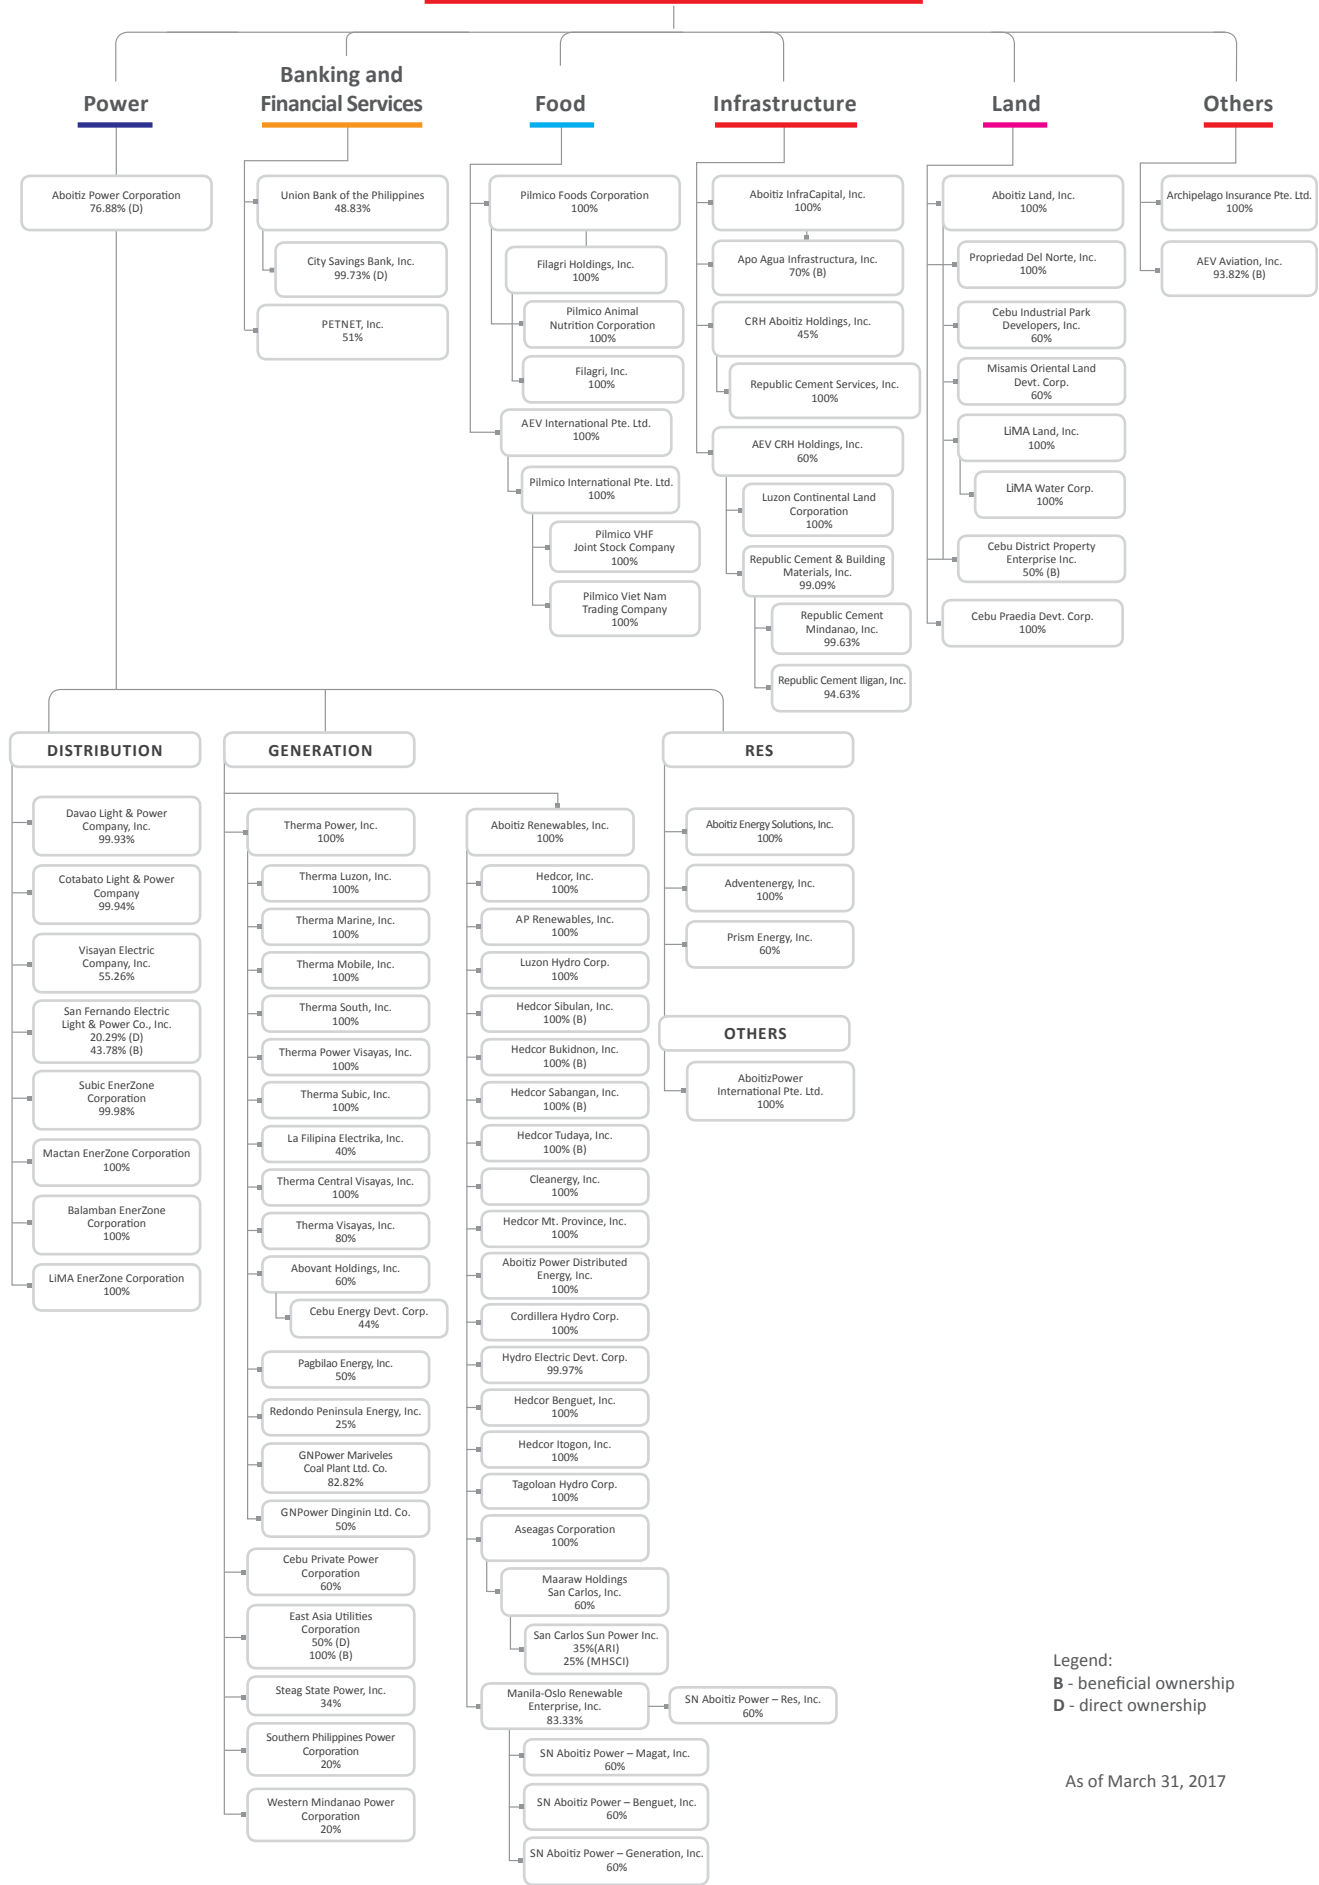 Power
Banking and
Financial Services
Food
Infrastructure
Land
Others
Aboitiz Power Corporation
76.88% (D)
Union Bank of the Philippines
48.83%
City Savings Bank, Inc.
99.73% (D)
PETNET, Inc.
51%
Pilmico Foods Corporation
100%
Filagri Holdings, Inc.
100%
Pilmico Animal
Nutrition Corporation
100%
Filagri, Inc.
100%
AEV International Pte. Ltd.
100%
Pilmico International Pte. Ltd.
100%
Pilmico VHF
Joint Stock Company
100%
Pilmico Viet Nam
Trading Company
100%
Aboitiz InfraCapital, Inc.
100%
Apo Agua Infrastructura, Inc.
70% (B)
CRH Aboitiz Holdings, Inc.
45%
Republic Cement Services, Inc.
100%
AEV CRH Holdings, Inc.
60%
Luzon Continental Land
Corporation
100%
Republic Cement & Building
Materials, Inc.
99.09%
Republic Cement
Mindanao, Inc.
99.63%
Republic Cement Iligan, Inc.
94.63%
Aboitiz Land, Inc.
100%
Propriedad Del Norte, Inc.
100%
Cebu Industrial Park
Developers, Inc.
60%
Misamis Oriental Land
Devt. Corp.
60%
LiMA Land, Inc.
100%
LiMA Water Corp.
100%
Cebu District Property
Enterprise Inc.
50% (B)
Cebu Praedia Devt. Corp.
100%
Archipelago Insurance Pte. Ltd.
100%
AEV Aviation, Inc.
93.82% (B)
DISTRIBUTION
Davao Light & Power
Company, Inc.
99.93%
Cotabato Light & Power
Company
99.94%
Visayan Electric
Company, Inc.
55.26%
San Fernando Electric
Light & Power Co., Inc.
20.29% (D)
43.78% (B)
Subic EnerZone
Corporation
99.98%
Mactan EnerZone Corporation
100%
Balamban EnerZone
Corporation
100%
LiMA EnerZone Corporation
100%
GENERATION
Therma Power, Inc.
100%
Therma Luzon, Inc.
100%
Therma Marine, Inc.
100%
Therma Mobile, Inc.
100%
Therma South, Inc.
100%
Therma Power Visayas, Inc.
100%
Therma Subic, Inc.
100%
La Filipina Elektrika, Inc.
40%
Therma Central Visayas, Inc.
100%
Therma Visayas, Inc.
80%
Abovant Holdings, Inc.
60%
Cebu Energy Devt. Corp.
44%
Pagbilao Energy, Inc.
50%
Redondo Peninsula Energy, Inc.
25%
GNPower Mariveles
Coal Plant Ltd. Co.
82.82%
GNPower Dinginin Ltd. Co.
50%
Cebu Private Power
Corporation
60%
East Asia Utilities
Corporation
50% (D)
100% (B)
Steag State Power, Inc.
34%
Southern Philippines Power
Corporation
20%
Western Mindanao Power
Corporation
20%
Aboitiz Renewables, Inc.
100%
Hedcor, Inc.
100%
AP Renewables, Inc.
100%
Luzon Hydro Corp.
100%
Hedcor Sibulan, Inc.
100% (B)
Hedcor Bukidnon, Inc.
100% (B)
Hedcor Sabangan, Inc.
100% (B)
Hedcor Tudaya, Inc.
100% (B)
Cleanergy, Inc.
100%
Hedcor Mt. Province, Inc.
100%
Aboitiz Power Distributed
Energy, Inc.
100%
Cordillera Hydro Corp.
100%
Hydro Electric Devt. Corp.
99.97%
Hedcor Benguet, Inc.
100%
Hedcor Itogon, Inc.
100%
Tagoloan Hydro Corp.
100%
Aseagas Corporation
100%
Maaraw Holdings
San Carlos, Inc.
60%
San Carlos Sun Power Inc.
35%(ARI)
25% (MHSCI)
Manila-Oslo Renewable
Enterprise, Inc.
83.33%
SN Aboitiz Power – Res, Inc.
60%
SN Aboitiz Power – Magat, Inc.
60%
SN Aboitiz Power – Benguet, Inc.
60%
SN Aboitiz Power – Generation, Inc.
60%
RES
Aboitiz Energy Solutions, Inc.
100%
Adventenergy, Inc.
100%
Prism Energy, Inc.
60%
OTHERS
AboitizPower
International Pte. Ltd.
100%
Legend:
B - beneficial ownership
D - direct ownership
As of March 31, 2017